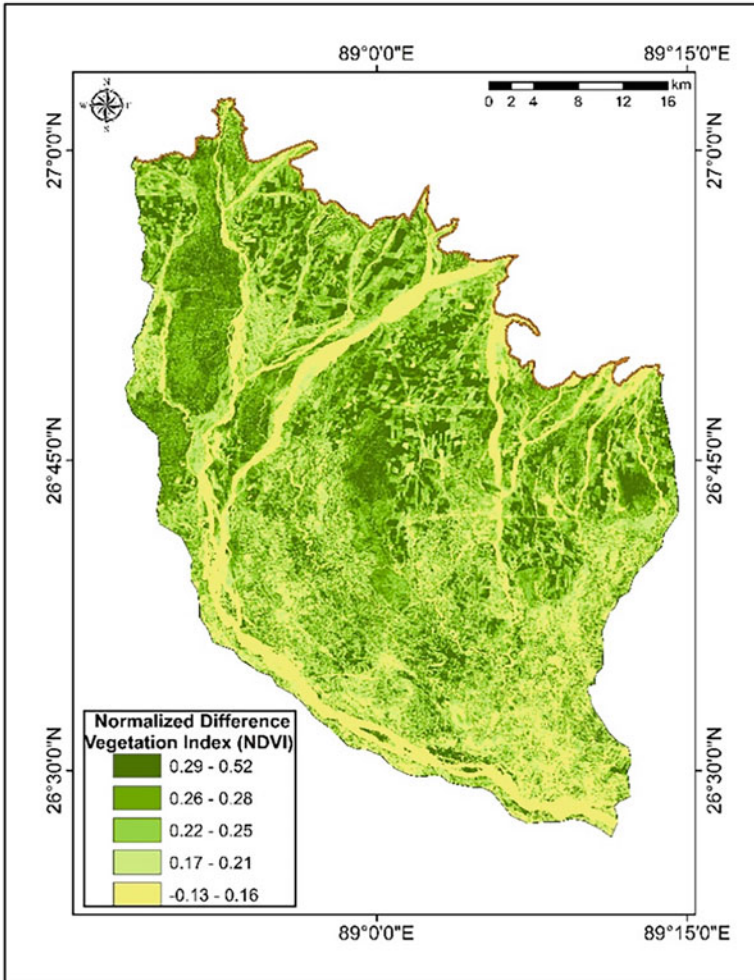 89°0'0"E 89°15'0"E
km
0 2 4 8 12 16
N
W E
S
27°0'0"N 27°0'0"N
26°45'0"N 26°45'0"N
26°30'0"N 26°30'0"N
Normalized Difference
Vegetation Index (NDVI)
0.29 - 0.52
0.26 - 0.28
0.22 - 0.25
0.17 - 0.21
-0.13 - 0.16
89°0'0"E 89°15'0"E